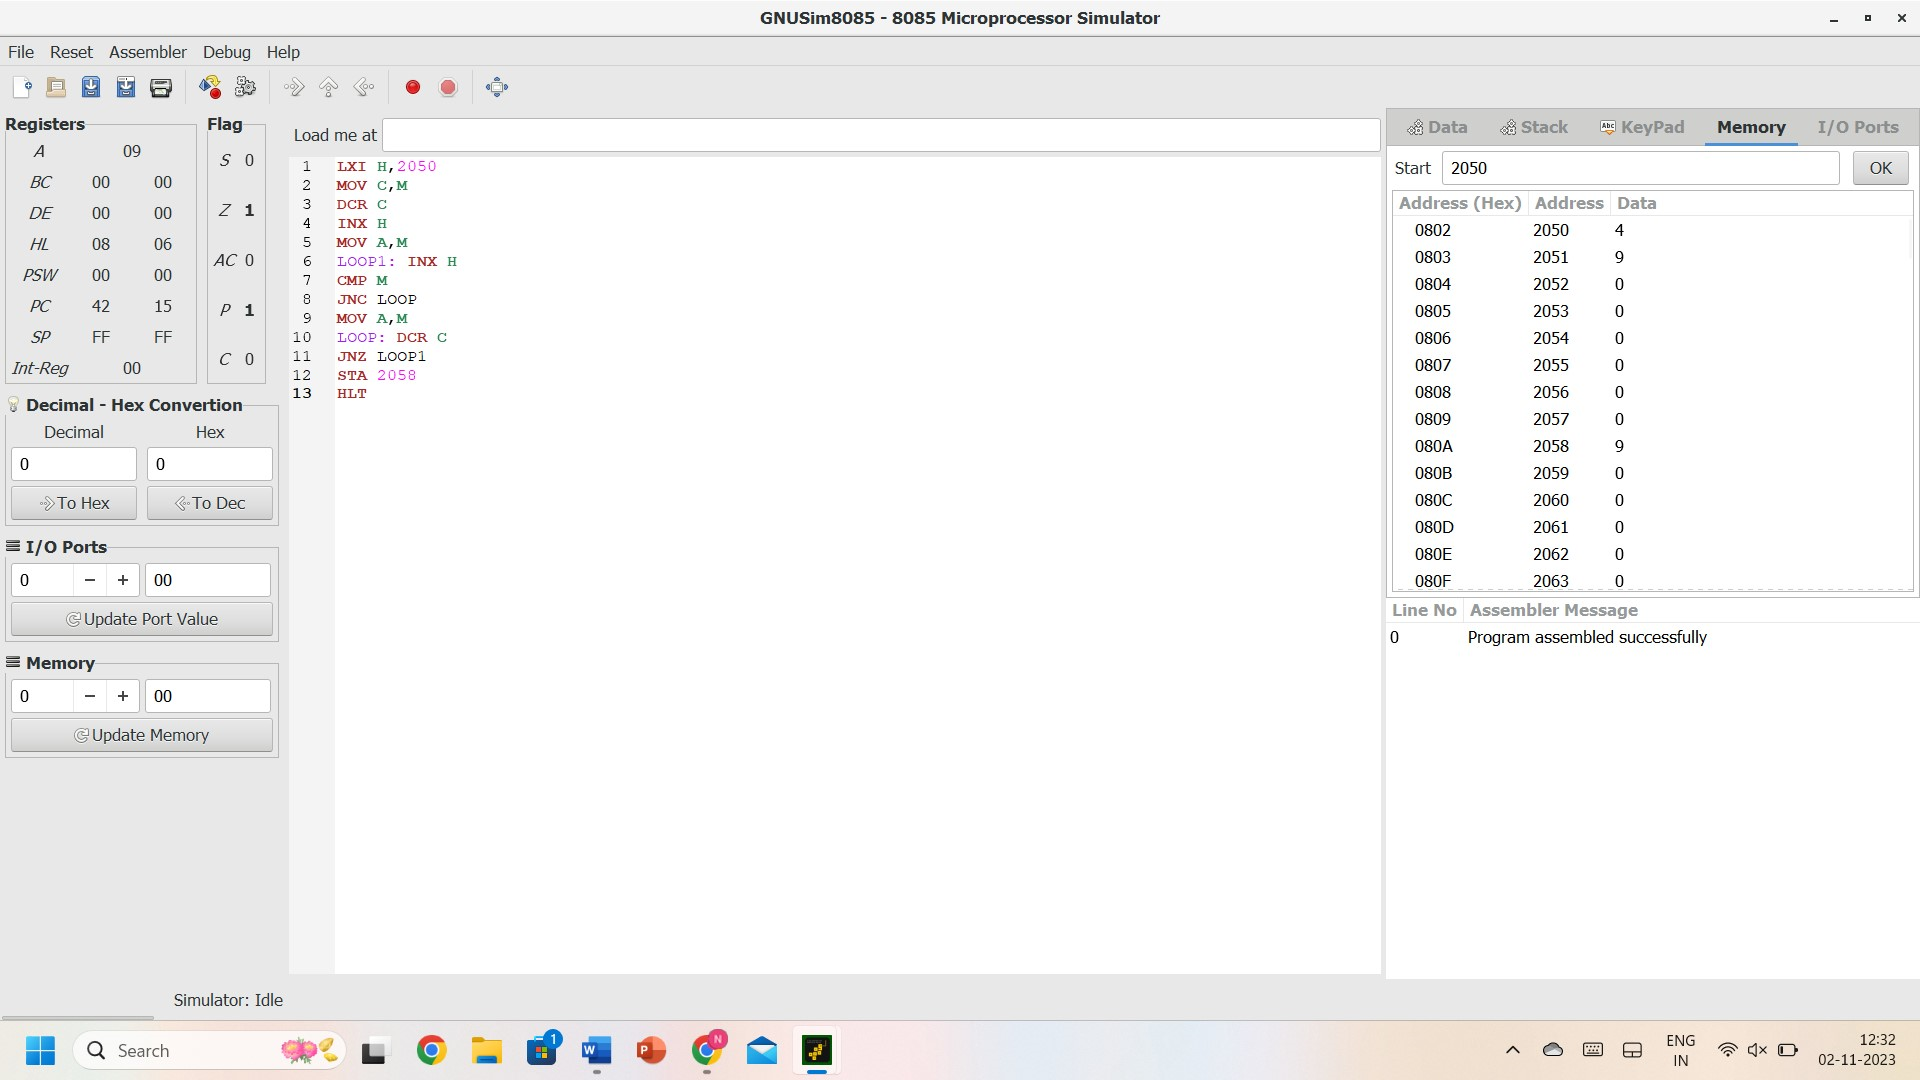 GNUSim8085 - 8085 Microprocessor Simulator
File Reset Assembler Debug Help
Registers
A 09
BC 00 00
DE 00 00
HL 08 06
PSW 00 00
PC 42 15
SP FF FF
Int-Reg 00
Flag
S 0
Z 1
AC 0
P 1
C 0
Decimal - Hex Convertion
Decimal Hex
0 0
To Hex To Dec
I/O Ports
0 − + 00
Update Port Value
Memory
0 − + 00
Update Memory
Load me at
1 LXI H,2050
2 MOV C,M
3 DCR C
4 INX H
5 MOV A,M
6 LOOP1: INX H
7 CMP M
8 JNC LOOP
9 MOV A,M
10 LOOP: DCR C
11 JNZ LOOP1
12 STA 2058
13 HLT
Data Stack Abc KeyPad Memory I/O Ports
Start 2050 OK
Address (Hex) Address Data
0802 2050 4
0803 2051 9
0804 2052 0
0805 2053 0
0806 2054 0
0807 2055 0
0808 2056 0
0809 2057 0
080A 2058 9
080B 2059 0
080C 2060 0
080D 2061 0
080E 2062 0
080F 2063 0
Line No Assembler Message
0 Program assembled successfully
Simulator: Idle
Search 1 W P N ENG 12:32
IN 02-11-2023